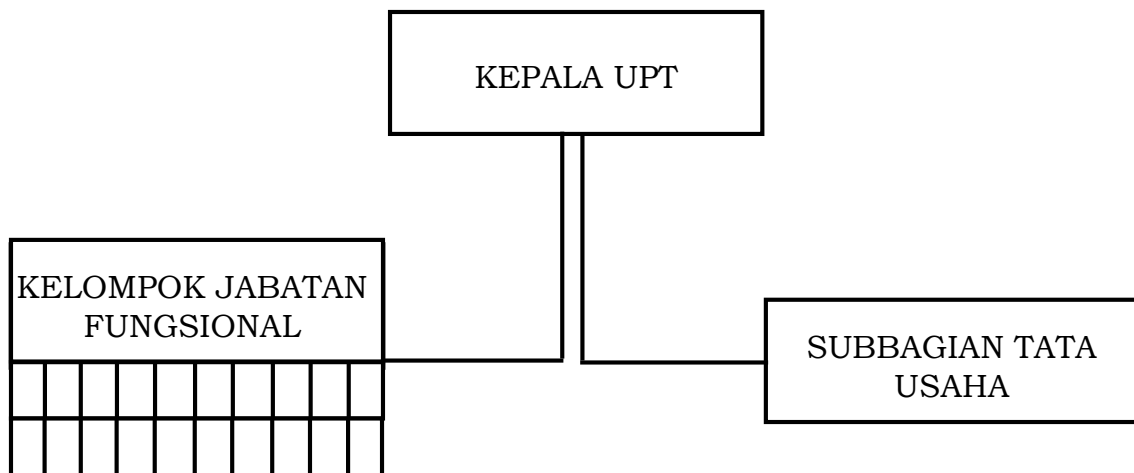 KEPALA UPT
KELOMPOK JABATAN
FUNGSIONAL
SUBBAGIAN TATA
USAHA